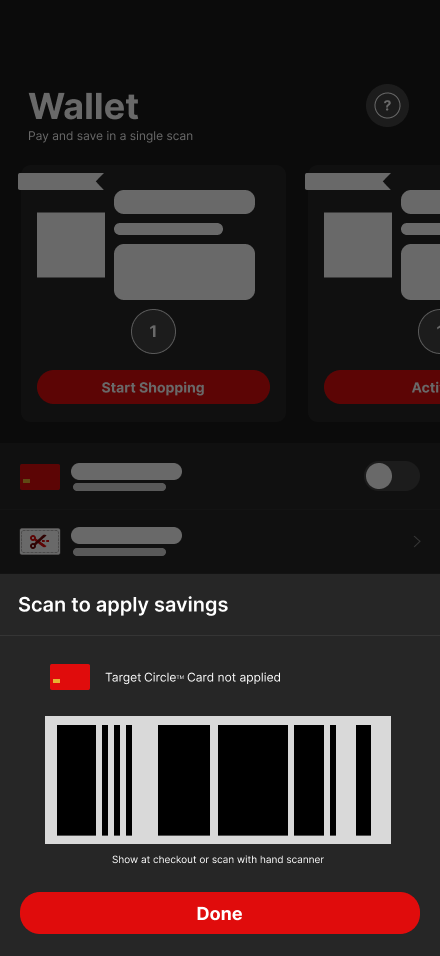 Wallet
?
Pay and save in a single scan
1
Start Shopping
Scan to apply savings
Target Circle™ Card not applied
Show at checkout or scan with hand scanner
Done